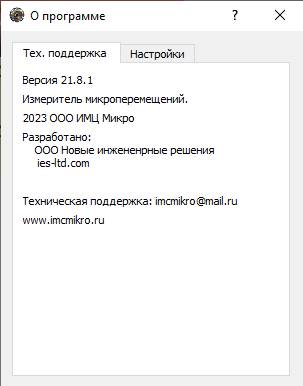 О программе
?
Тех. поддержка
Настройки
Версия 21.8.1
Измеритель микроперемещений.
2023 ООО ИМЦ Микро
Разработано:
ООО Новые инжененрные решения
ies-ltd.com
Техническая поддержка: imcmikro@mail.ru
www.imcmikro.ru